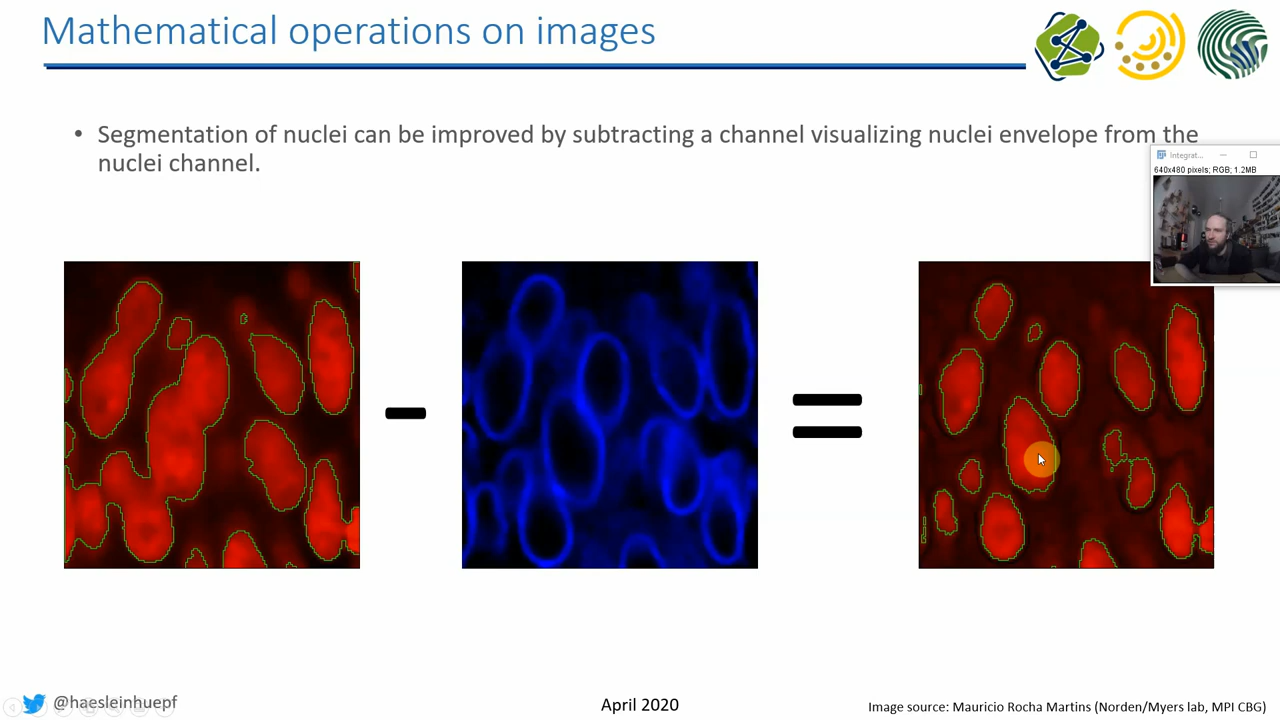 Mathematical operations on images
• Segmentation of nuclei can be improved by subtracting a channel visualizing nuclei envelope from the
nuclei channel.
Integrat...
640x480 pixels; RGB; 1.2MB
@haesleinhuepf
April 2020
Image source: Mauricio Rocha Martins (Norden/Myers lab, MPI CBG)